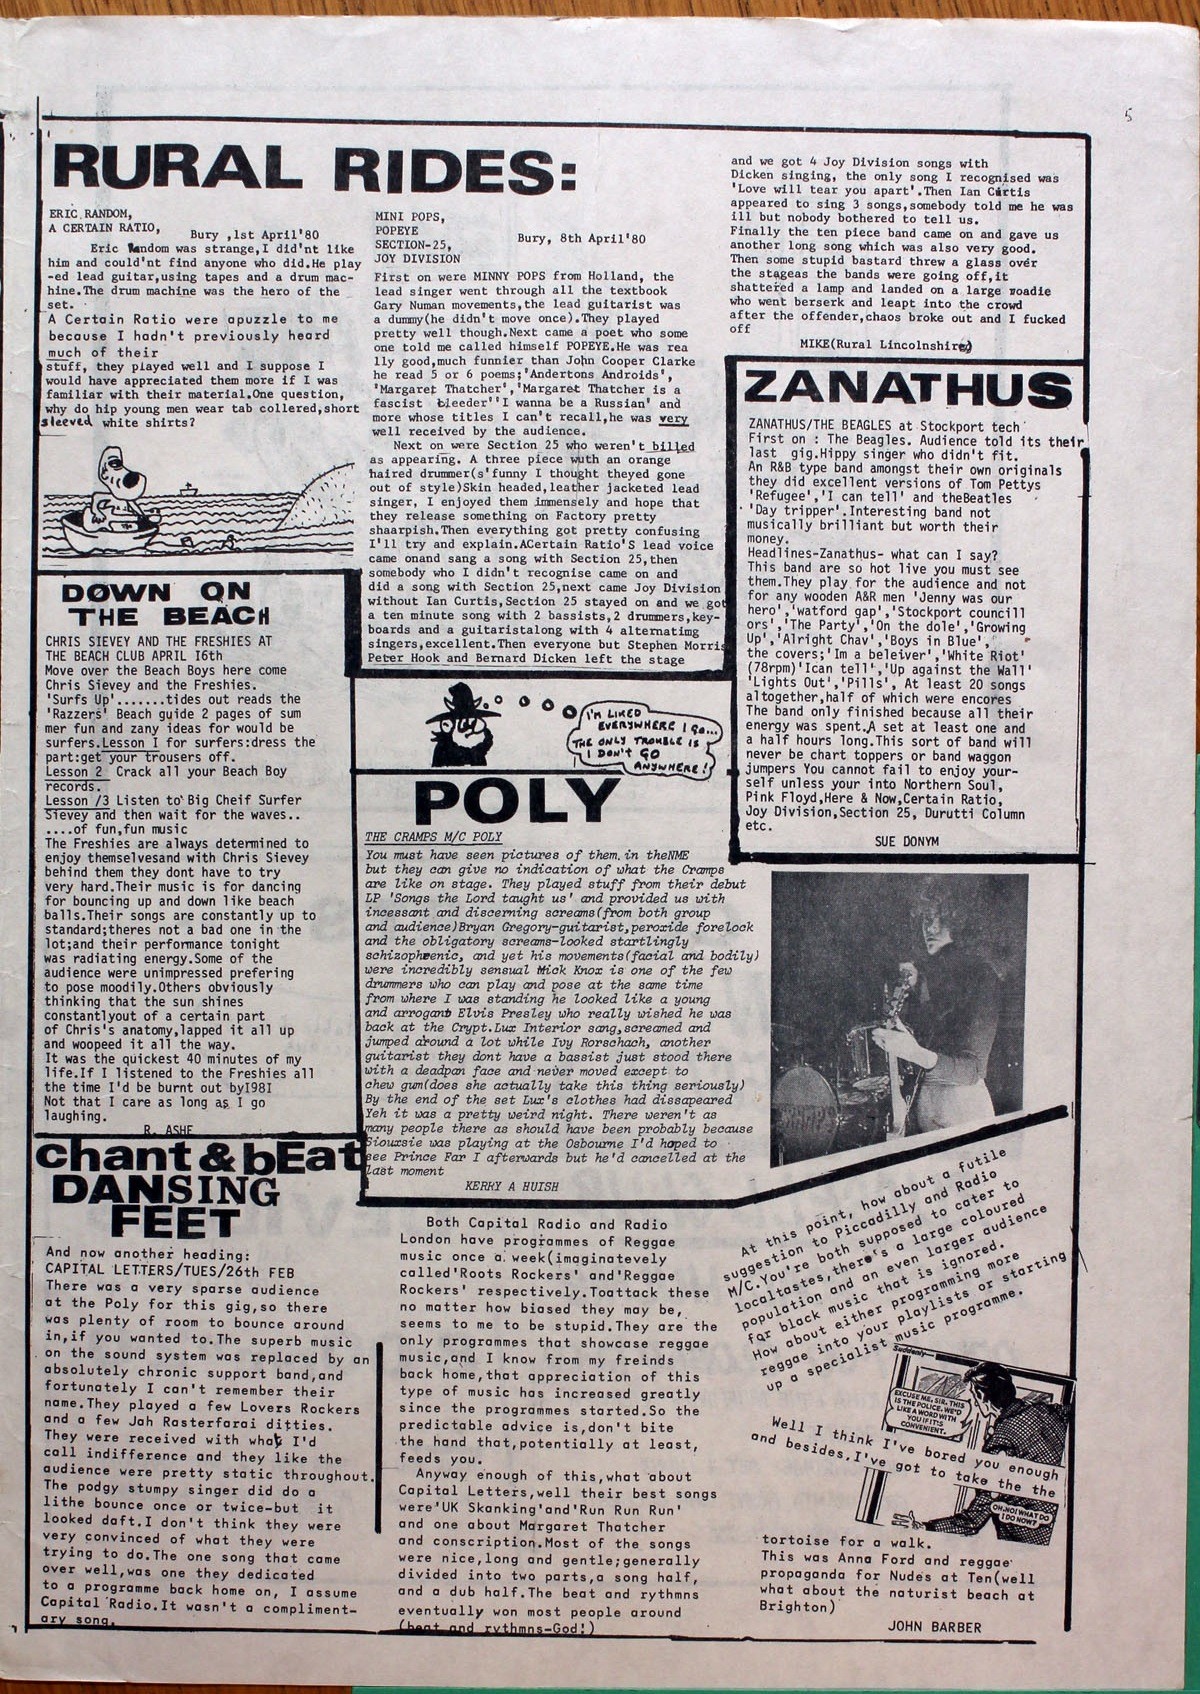 5
RURAL RIDES:
ERIC RANDOM,
A CERTAIN RATIO,
Bury ,1st April'80
Eric Random was strange,I did'nt like
him and could'nt find anyone who did.He play
-ed lead guitar,using tapes and a drum mac-
hine.The drum machine was the hero of the
set.
A Certain Ratio were apuzzle to me
because I hadn't previously heard
much of their
stuff, they played well and I suppose I
would have appreciated them more if I was
familiar with their material.One question,
why do hip young men wear tab collered,short
sleeved white shirts?
MINI POPS,
POPEYE
SECTION-25,
JOY DIVISION
Bury, 8th April'80
First on were MINNY POPS from Holland, the
lead singer went through all the textbook
Gary Numan movements,the lead guitarist was
a dummy(he didn't move once).They played
pretty well though.Next came a poet who some
one told me called himself POPEYE.He was rea
lly good,much funnier than John Cooper Clarke
he read 5 or 6 poems;'Andertons Androids',
'Margaret Thatcher','Margaret Thatcher is a
fascist bleeder''I wanna be a Russian' and
more whose titles I can't recall,he was very
well received by the audience.
Next on were Section 25 who weren't billed
as appearing. A three piece wuth an orange
haired drummer(s'funny I thought theyed gone
out of style)Skin headed,leather jacketed lead
singer, I enjoyed them immensely and hope that
they release something on Factory pretty
shaarpish.Then everything got pretty confusing
I'll try and explain.ACertain Ratio'S lead voice
came onand sang a song with Section 25,then
somebody who I didn't recognise came on and
did a song with Section 25,next came Joy Division
without Ian Curtis,Section 25 stayed on and we got
a ten minute song with 2 bassists,2 drummers,key-
boards and a guitaristalong with 4 alternatimg
singers,excellent.Then everyone but Stephen Morris
Peter Hook and Bernard Dicken left the stage
and we got 4 Joy Division songs with
Dicken singing, the only song I recognised was
'Love will tear you apart'.Then Ian Curtis
appeared to sing 3 songs,somebody told me he was
ill but nobody bothered to tell us.
Finally the ten piece band came on and gave us
another long song which was also very good.
Then some stupid bastard threw a glass over
the stageas the bands were going off,it
shattered a lamp and landed on a large roadie
who went berserk and leapt into the crowd
after the offender,chaos broke out and I fucked
off
MIKE(Rural Lincolnshire)
DOWN ON
THE BEACH
CHRIS SIEVEY AND THE FRESHIES AT
THE BEACH CLUB APRIL I6th
Move over the Beach Boys here come
Chris Sievey and the Freshies.
'Surfs Up'.......tides out reads the
'Razzers' Beach guide 2 pages of sum
mer fun and zany ideas for would be
surfers.Lesson I for surfers:dress the
part:get your trousers off.
Lesson 2 Crack all your Beach Boy
records.
Lesson /3 Listen to Big Cheif Surfer
Sievey and then wait for the waves..
....of fun,fun music
The Freshies are always determined to
enjoy themselvesand with Chris Sievey
behind them they dont have to try
very hard.Their music is for dancing
for bouncing up and down like beach
balls.Their songs are constantly up to
standard;theres not a bad one in the
lot;and their performance tonight
was radiating energy.Some of the
audience were unimpressed prefering
to pose moodily.Others obviously
thinking that the sun shines
constantlyout of a certain part
of Chris's anatomy,lapped it all up
and woopeed it all the way.
It was the quickest 40 minutes of my
life.If I listened to the Freshies all
the time I'd be burnt out byI98I
Not that I care as long as I go
laughing.
R. ASHE
I'M LIKED
EVERYWHERE I GO...
THE ONLY TROUBLE IS
I DON'T GO
ANYWHERE!
POLY
THE CRAMPS M/C POLY
You must have seen pictures of them in theNME
but they can give no indication of what the Cramps
are like on stage. They played stuff from their debut
LP 'Songs the Lord taught us' and provided us with
incessant and discerning screams(from both group
and audience)Bryan Gregory-guitarist,peroxide forelock
and the obligatory screams-looked startlingly
schizophrenic, and yet his movements(facial and bodily)
were incredibly sensual Mick Knox is one of the few
drummers who can play and pose at the same time
from where I was standing he looked like a young
and arrogant Elvis Presley who really wished he was
back at the Crypt.Lux Interior sang,screamed and
jumped around a lot while Ivy Rorschach, another
guitarist they dont have a bassist just stood there
with a deadpan face and never moved except to
chew gum(does she actually take this thing seriously)
By the end of the set Lux's clothes had dissapeared
Yeh it was a pretty weird night. There weren't as
many people there as should have been probably because
Siouxsie was playing at the Osbourne I'd hoped to
see Prince Far I afterwards but he'd cancelled at the
last moment
KERRY A HUISH
ZANATHUS
ZANATHUS/THE BEAGLES at Stockport tech
First on : The Beagles. Audience told its their
last gig.Hippy singer who didn't fit.
An R&B type band amongst their own originals
they did excellent versions of Tom Pettys
'Refugee','I can tell' and theBeatles
'Day tripper'.Interesting band not
musically brilliant but worth their
money.
Headlines-Zanathus- what can I say?
This band are so hot live you must see
them.They play for the audience and not
for any wooden A&R men 'Jenny was our
hero','watford gap','Stockport councill
ors','The Party','On the dole','Growing
Up','Alright Chav','Boys in Blue',
the covers;'Im a beleiver','White Riot'
(78rpm)'Ican tell','Up against the Wall'
'Lights Out','Pills', At least 20 songs
altogether,half of which were encores
The band only finished because all their
energy was spent.A set at least one and
a half hours long.This sort of band will
never be chart toppers or band waggon
jumpers You cannot fail to enjoy your-
self unless your into Northern Soul,
Pink Floyd,Here & Now,Certain Ratio,
Joy Division,Section 25, Durutti Column
etc.
SUE DONYM
chant & bEat
DANSING
FEET
And now another heading:
CAPITAL LETTERS/TUES/26th FEB
There was a very sparse audience
at the Poly for this gig,so there
was plenty of room to bounce around
in,if you wanted to.The superb music
on the sound system was replaced by an
absolutely chronic support band,and
fortunately I can't remember their
name.They played a few Lovers Rockers
and a few Jah Rasterfarai ditties.
They were received with what I'd
call indifference and they like the
audience were pretty static throughout.
The podgy stumpy singer did do a
lithe bounce once or twice-but it
looked daft.I don't think they were
very convinced of what they were
trying to do.The one song that came
over well,was one they dedicated
to a programme back home on, I assume
Capital Radio.It wasn't a compliment-
ary song.
Both Capital Radio and Radio
London have programmes of Reggae
music once a week(imaginatevely
called'Roots Rockers' and'Reggae
Rockers' respectively.Toattack these
no matter how biased they may be,
seems to me to be stupid.They are the
only programmes that showcase reggae
music,and I know from my freinds
back home,that appreciation of this
type of music has increased greatly
since the programmes started.So the
predictable advice is,don't bite
the hand that,potentially at least,
feeds you.
Anyway enough of this,what about
Capital Letters,well their best songs
were'UK Skanking'and'Run Run Run'
and one about Margaret Thatcher
and conscription.Most of the songs
were nice,long and gentle;generally
divided into two parts,a song half,
and a dub half.The beat and rythmns
eventually won most people around
(beat and rythmns-God!)
At this point, how about a futile
suggestion to Piccadilly and Radio
M/C.You're both supposed to cater to
localtastes,there's a large coloured
population and an even larger audience
for black music that is ignored.
How about either programming more
reggae into your playlists or starting
up a specialist music programme.
Suddenly—
EXCUSE ME, SIR. THIS
IS THE POLICE. WE'D
LIKE A WORD WITH
YOU IF IT'S
CONVENIENT.
Well I think I've bored you enough
and besides,I've got to take the the
OH, NO! WHAT DO
I DO NOW?
tortoise for a walk.
This was Anna Ford and reggae
propaganda for Nudes at Ten(well
what about the naturist beach at
Brighton)
JOHN BARBER